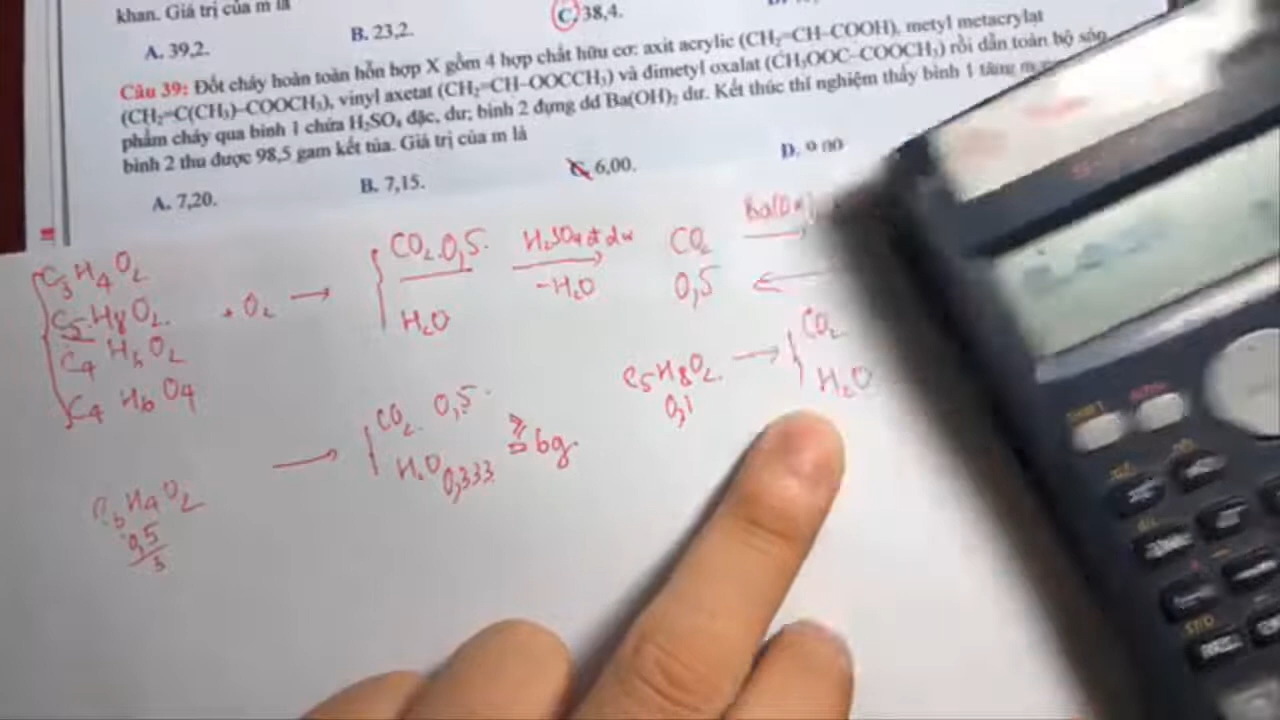 khan. Giá trị của m là
A. 39,2. B. 23,2. C. 38,4.
Câu 39: Đốt cháy hoàn toàn hỗn hợp X gồm 4 hợp chất hữu cơ: axit acrylic (CH₂=CH–COOH), metyl metacrylat
(CH₂=C(CH₃)–COOCH₃), vinyl axetat (CH₂=CH–OOCCH₃) và đimetyl oxalat (CH₃OOC–COOCH₃) rồi dẫn toàn bộ sản
phẩm cháy qua bình 1 chứa H₂SO₄ đặc, dư; bình 2 đựng dd Ba(OH)₂ dư. Kết thúc thí nghiệm thấy bình 1 tăng m
bình 2 thu được 98,5 gam kết tủa. Giá trị của m là
A. 7,20. B. 7,15. C. 6,00. D. 9,00
C₃H₄O₂
C₅H₈O₂
C₄H₆O₂
C₄H₆O₄
+ O₂ →
CO₂ 0,5.
H₂O
H₂SO₄ đ dư
–H₂O
CO₂
0,5
Ba(OH)₂
C₃H₄O₂
0,5
3
→
CO₂ 0,5.
H₂O 0,333
⇒ 6g
C₅H₈O₂
0,1
→
CO₂
H₂O
SHIFT
ALPHA